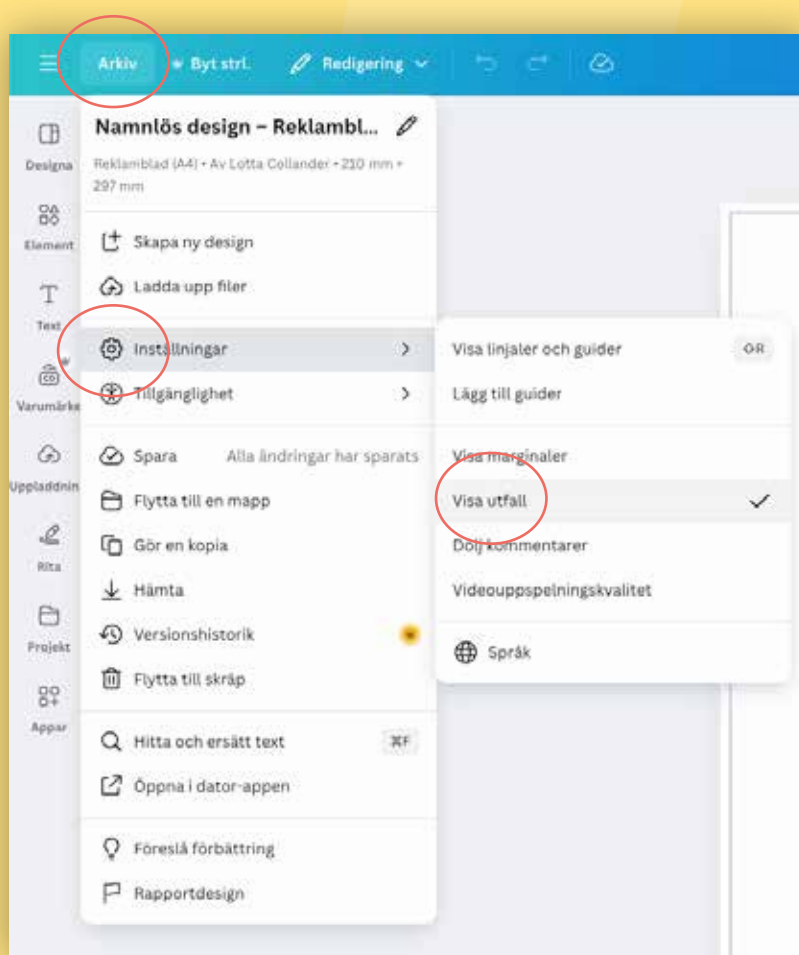 Arkiv
Byt strl.
Redigering
Designa
Element
Text
Varumärke
Uppladdnin
Rita
Projekt
Appar
Namnlös design – Reklambl...
Reklamblad (A4) • Av Lotta Collander • 210 mm ×
297 mm
Skapa ny design
Ladda upp filer
Inställningar
Tillgänglighet
Spara Alla ändringar har sparats
Flytta till en mapp
Gör en kopia
Hämta
Versionshistorik
Flytta till skräp
Hitta och ersätt text ⌘F
Öppna i dator-appen
Föreslå förbättring
Rapportdesign
Visa linjaler och guider ⇧R
Lägg till guider
Visa marginaler
Visa utfall
Dölj kommentarer
Videouppspelningskvalitet
Språk